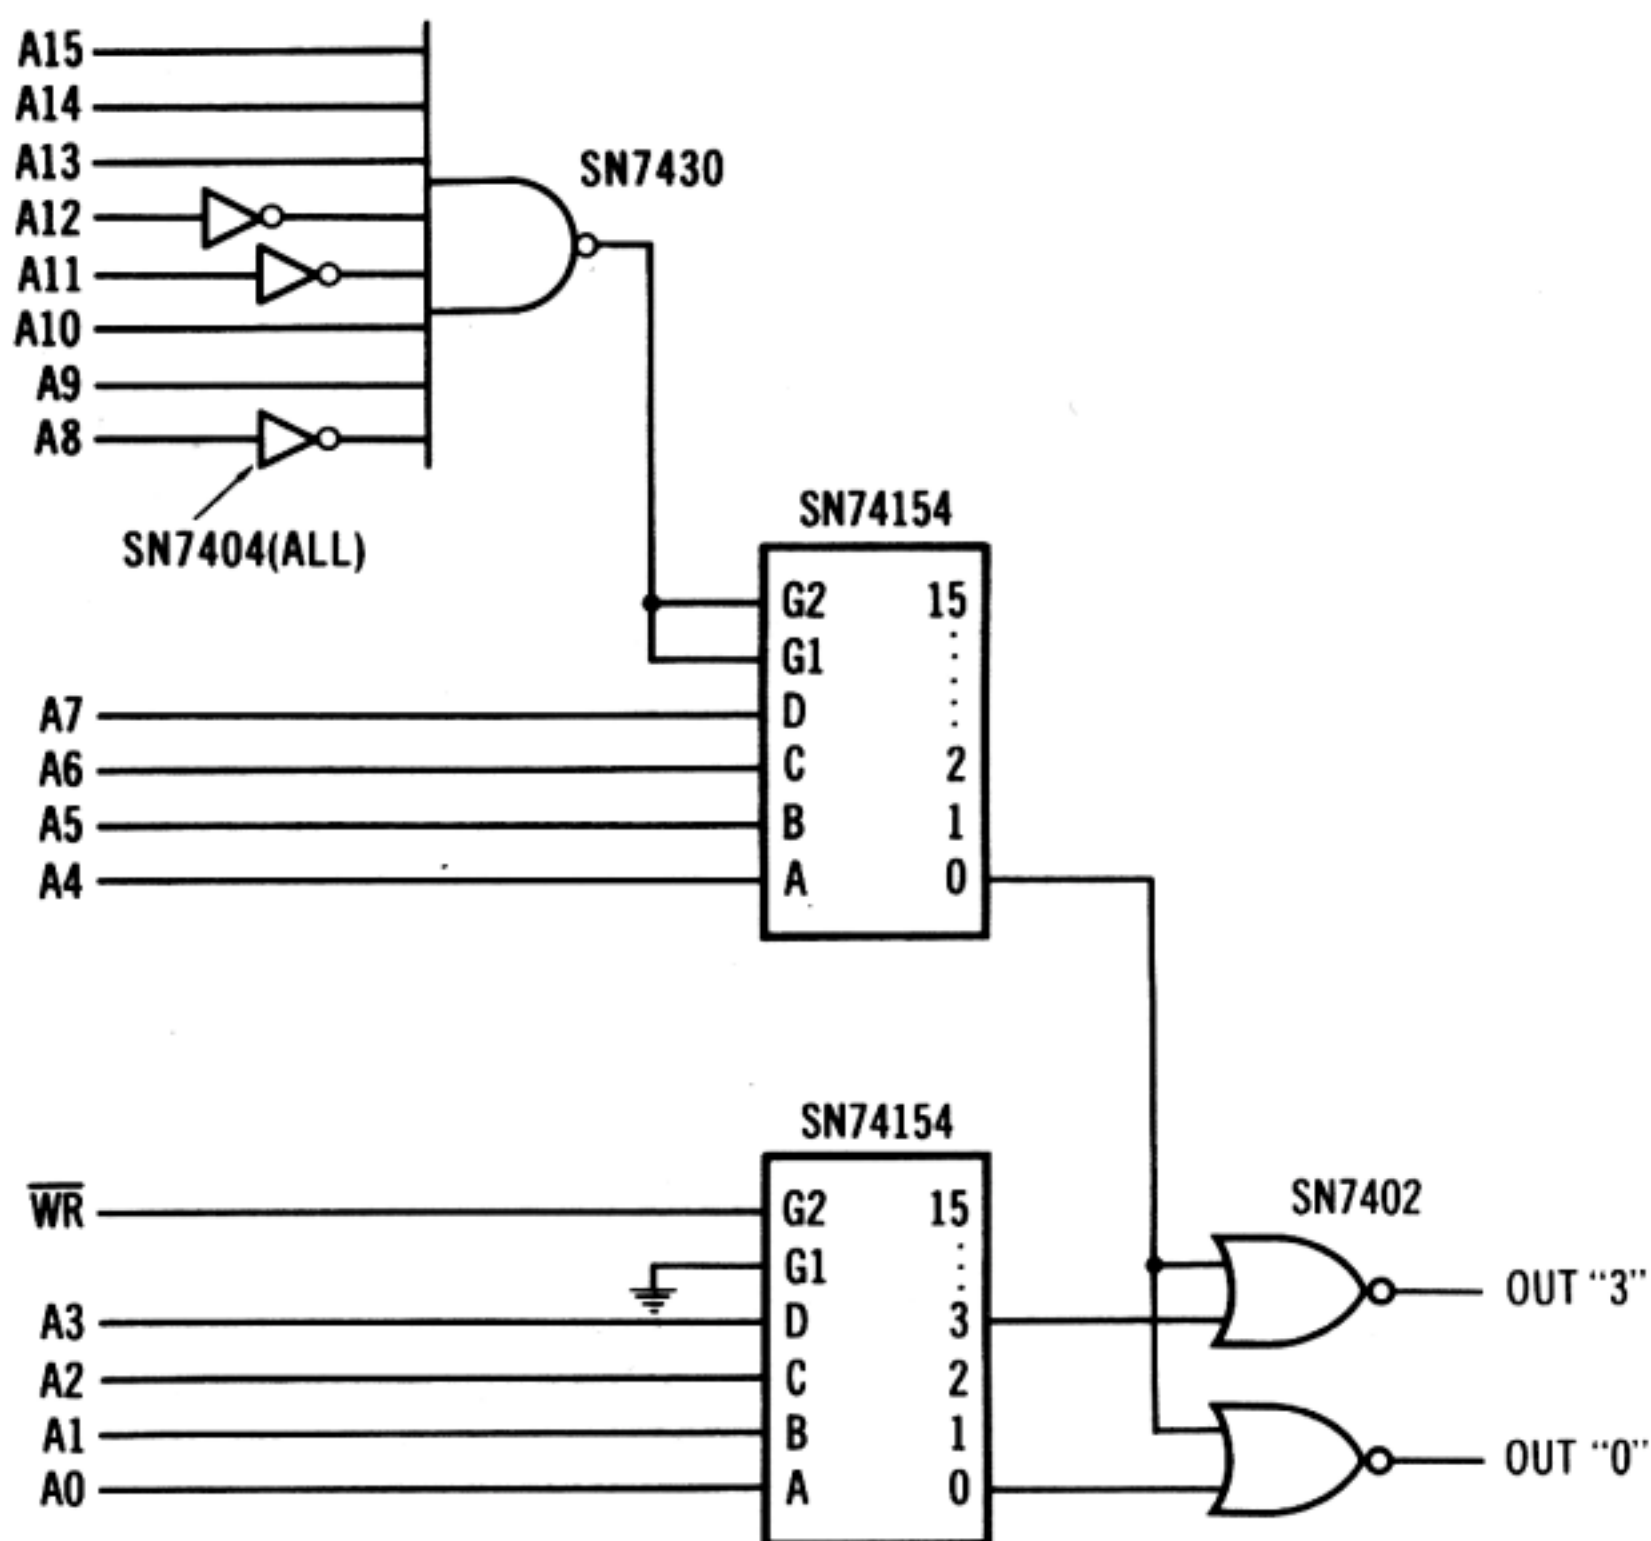 A15
A14
A13
SN7430
A12
A11
A10
A9
A8
SN7404(ALL)
SN74154
G2 15
G1
A7 D
A6 C 2
A5 B 1
A4 A 0
SN74154
WR G2 15
SN7402
G1
OUT “3”
A3 D 3
A2 C 2
A1 B 1
OUT “0”
A0 A 0